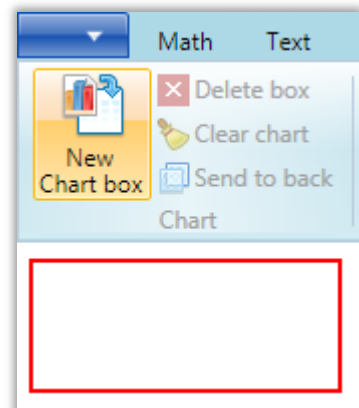 Math Text
New
Chart box
Delete box
Clear chart
Send to back
Chart